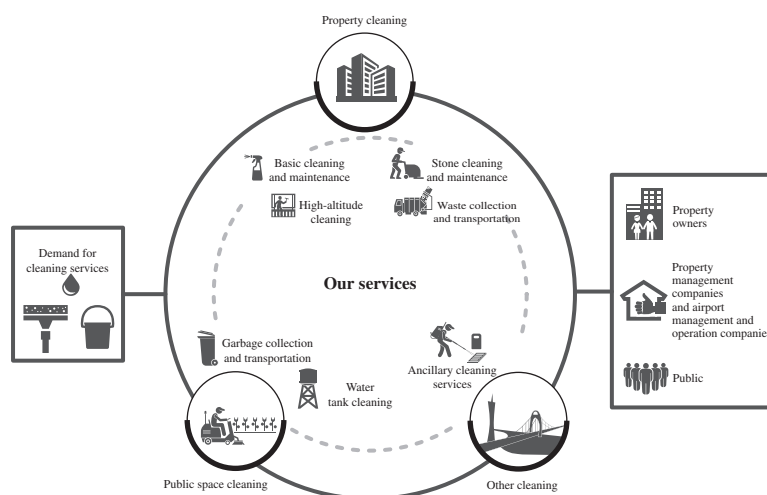 Property cleaning
Basic cleaning
and maintenance
Stone cleaning
and maintenance
High-altitude
cleaning
Waste collection
and transportation
Demand for
cleaning services
Our services
Property
owners
Property
management
companies
and airport
management and
operation companies
Public
Garbage collection
and transportation
Water
tank cleaning
Ancillary cleaning
services
Public space cleaning
Other cleaning